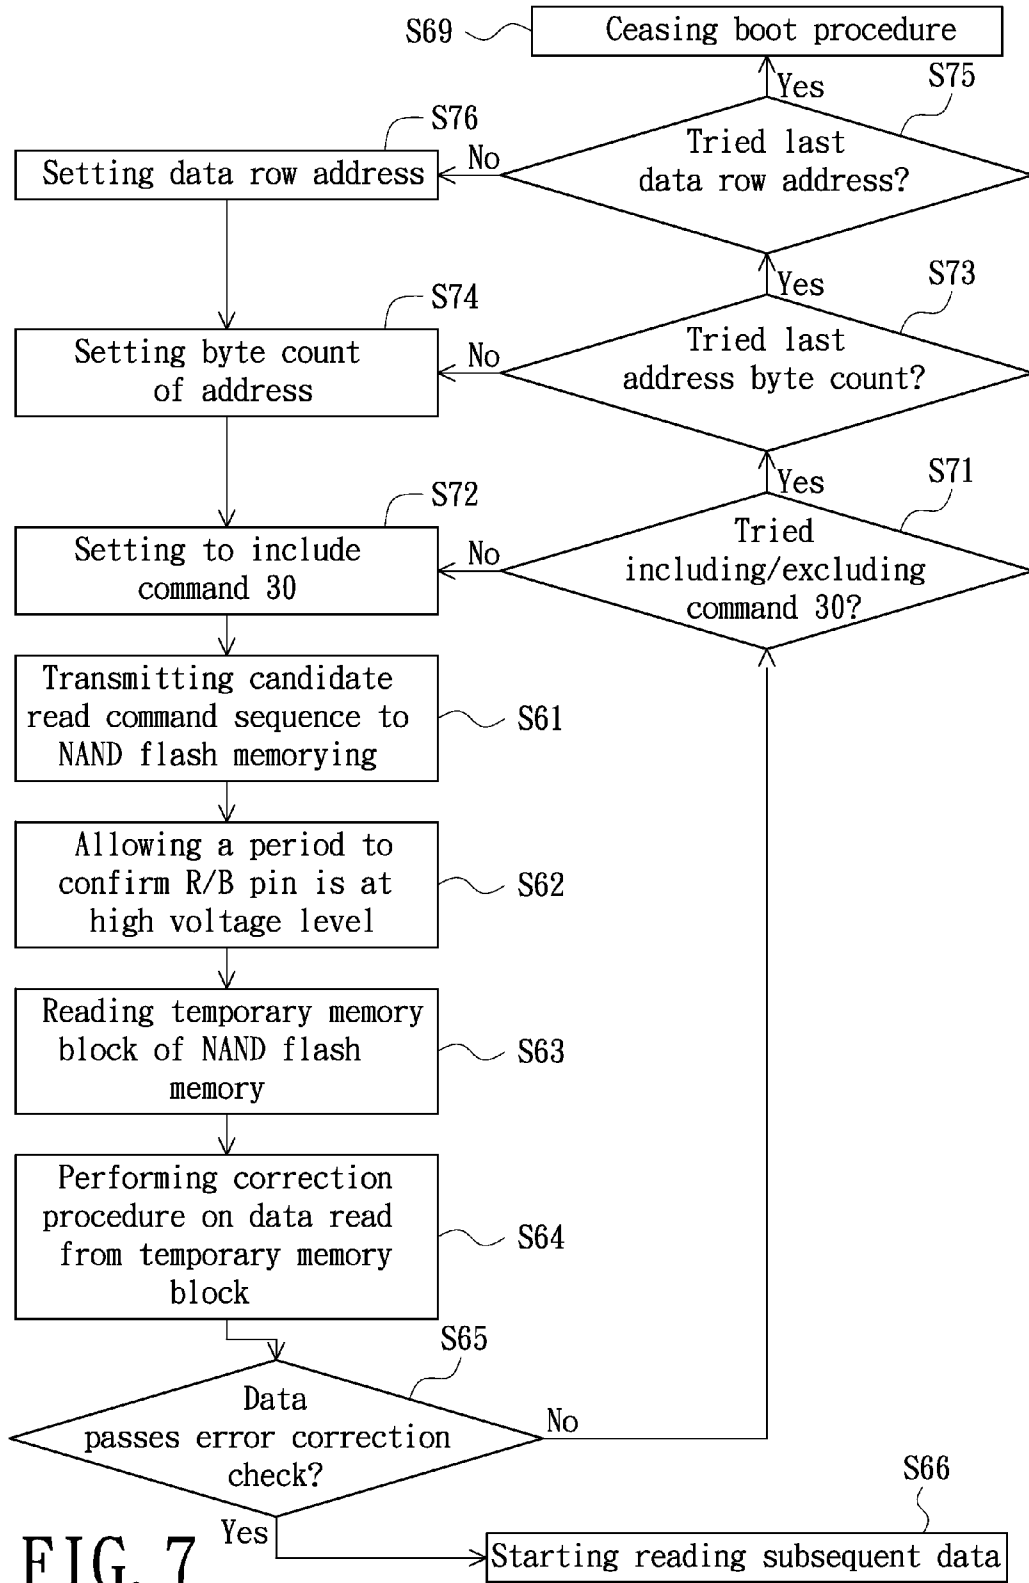 S69
Ceasing boot procedure
Yes
S75
Tried last
data row address?
No
S76
Setting data row address
Yes
S73
Tried last
address byte count?
No
S74
Setting byte count
of address
Yes
S71
Tried
including/excluding
command 30?
No
S72
Setting to include
command 30
Transmitting candidate
read command sequence to
NAND flash memorying
S61
Allowing a period to
confirm R/B pin is at
high voltage level
S62
Reading temporary memory
block of NAND flash
memory
S63
Performing correction
procedure on data read
from temporary memory
block
S64
S65
Data
passes error correction
check?
No
Yes
S66
Starting reading subsequent data
FIG. 7